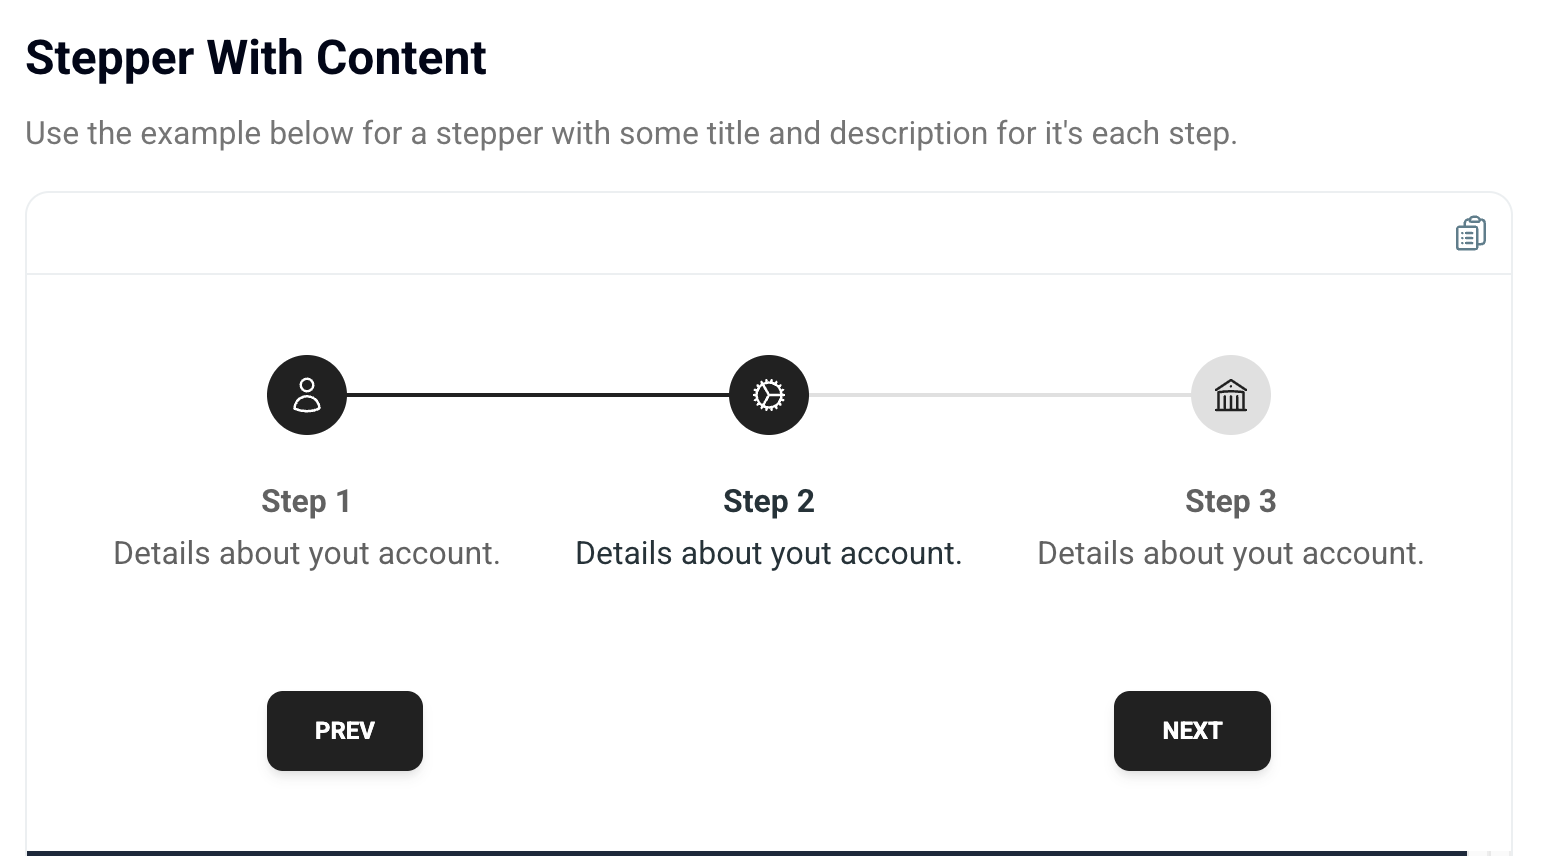 Stepper With Content
Use the example below for a stepper with some title and description for it's each step.
Step 1
Details about yout account.
Step 2
Details about yout account.
Step 3
Details about yout account.
PREV
NEXT